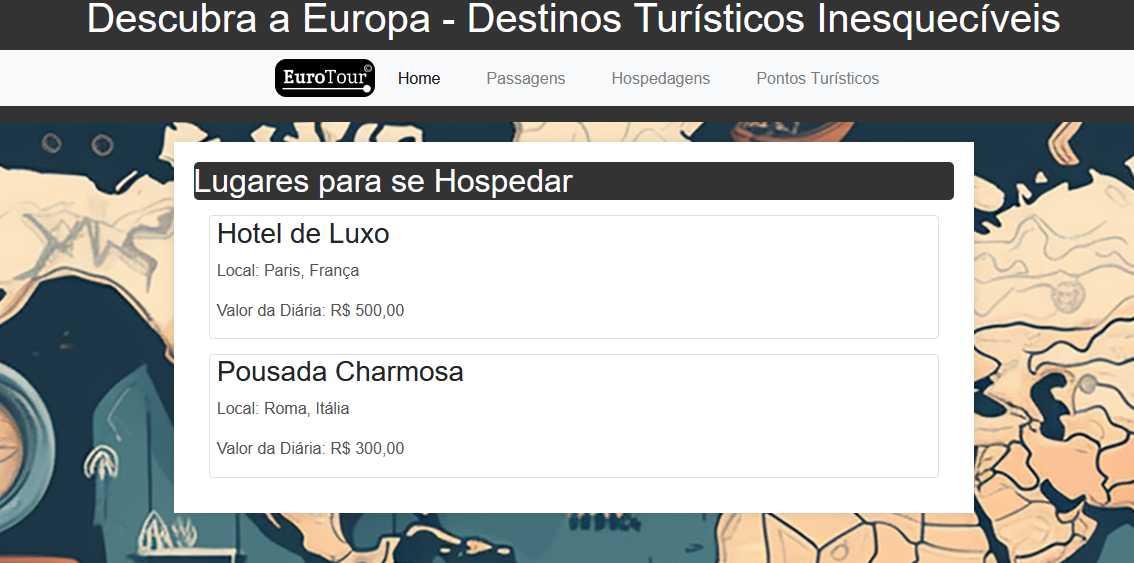 Descubra a Europa - Destinos Turísticos Inesquecíveis
EuroTour© Home Passagens Hospedagens Pontos Turísticos
Lugares para se Hospedar
Hotel de Luxo
Local: Paris, França
Valor da Diária: R$ 500,00
Pousada Charmosa
Local: Roma, Itália
Valor da Diária: R$ 300,00